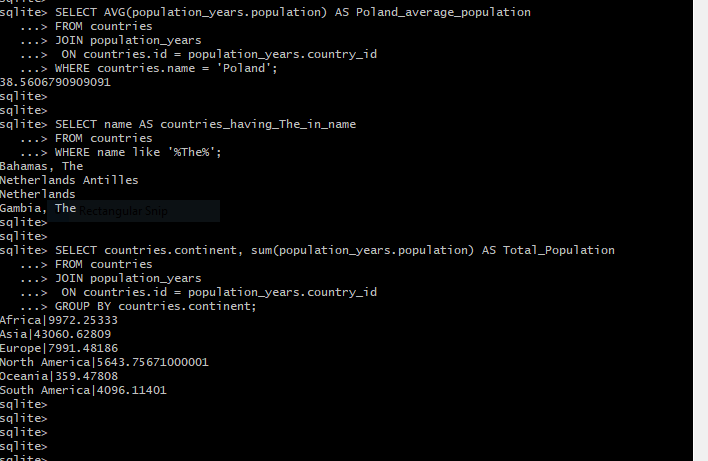 sqlite>
sqlite> SELECT AVG(population_years.population) AS Poland_average_population
...> FROM countries
...> JOIN population_years
...>  ON countries.id = population_years.country_id
...> WHERE countries.name = 'Poland';
38.5606790909091
sqlite>
sqlite>
sqlite> SELECT name AS countries_having_The_in_name
...> FROM countries
...> WHERE name like '%The%';
Bahamas, The
Netherlands Antilles
Netherlands
Gambia, The Rectangular Snip
sqlite>
sqlite>
sqlite> SELECT countries.continent, sum(population_years.population) AS Total_Population
...> FROM countries
...> JOIN population_years
...>  ON countries.id = population_years.country_id
...> GROUP BY countries.continent;
Africa|9972.25333
Asia|43060.62809
Europe|7991.48186
North America|5643.75671000001
Oceania|359.47808
South America|4096.11401
sqlite>
sqlite>
sqlite>
sqlite>
sqlite>